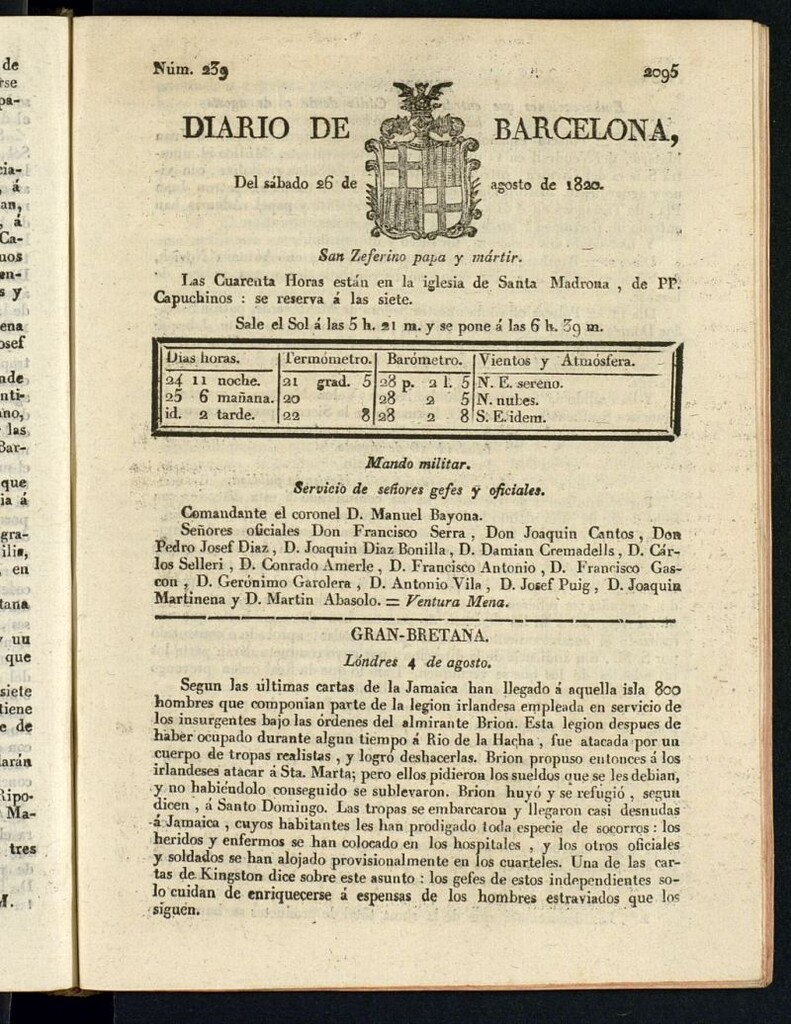 Núm. 239 2095
DIARIO DE BARCELONA,
Del sábado 26 de agosto de 1820.
San Zeferino papa y mártir.
Las Cuarenta Horas están en la iglesia de Santa Madrona , de PP.
Capuchinos : se reserva á las siete.
Sale el Sol á las 5 h. 21 m. y se pone á las 6 h. 39 m.
Dias horas. Termómetro. Barómetro. Vientos y Atmósfera.
24 11 noche. 21 grad. 5 28 p. 2 l. 5 N. E. sereno.
25 6 mañana. 20 28 2 5 N. nubes.
id. 2 tarde. 22 8 28 2 8 S. E. idem.
Mando militar.
Servicio de señores gefes y oficiales.
Comandante el coronel D. Manuel Bayona.
Señores oficiales Don Francisco Serra , Don Joaquin Cantos , Don
Pedro Josef Diaz , D. Joaquin Diaz Bonilla , D. Damian Cremadells , D. Cár-
los Selleri , D. Conrado Amerle , D. Francisco Antonio , D. Francisco Gas-
con , D. Gerónimo Garolera , D. Antonio Vila , D. Josef Puig , D. Joaquin
Martinena y D. Martin Abasolo. = Ventura Mena.
GRAN-BRETANA.
Lóndres 4 de agosto.
Segun las últimas cartas de la Jamaica han llegado á aquella isla 800
hombres que componian parte de la legion irlandesa empleada en servicio de
los insurgentes bajo las órdenes del almirante Brion. Esta legion despues de
haber ocupado durante algun tiempo á Rio de la Hacha , fue atacada por un
cuerpo de tropas realistas , y logró deshacerlas. Brion propuso entonces á los
irlandeses atacar á Sta. Marta; pero ellos pidieron los sueldos que se les debian,
y no habiéndolo conseguido se sublevaron. Brion huyó y se refugió , segun
dicen , á Santo Domingo. Las tropas se embarcaron y llegaron casi desnudas
á Jamaica , cuyos habitantes les han prodigado toda especie de socorros : los
heridos y enfermos se han colocado en los hospitales , y los otros oficiales
y soldados se han alojado provisionalmente en los cuarteles. Una de las car-
tas de Kingston dice sobre este asunto : los gefes de estos independientes so-
lo cuidan de enriquecerse á espensas de los hombres estraviados que los
siguen.